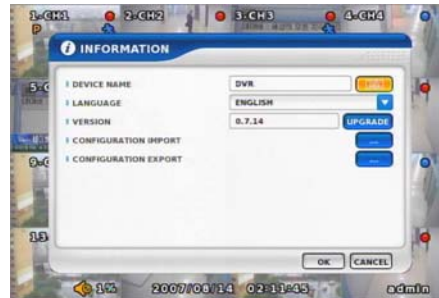 1-CH1 2-CH2 3-CH3 4-CH4
P
INFORMATION
DEVICE NAME DVR
LANGUAGE ENGLISH
VERSION 0.7.14 UPGRADE
CONFIGURATION IMPORT ...
CONFIGURATION EXPORT ...
OK CANCEL
1% 2007/08/14 02:11:45 admin